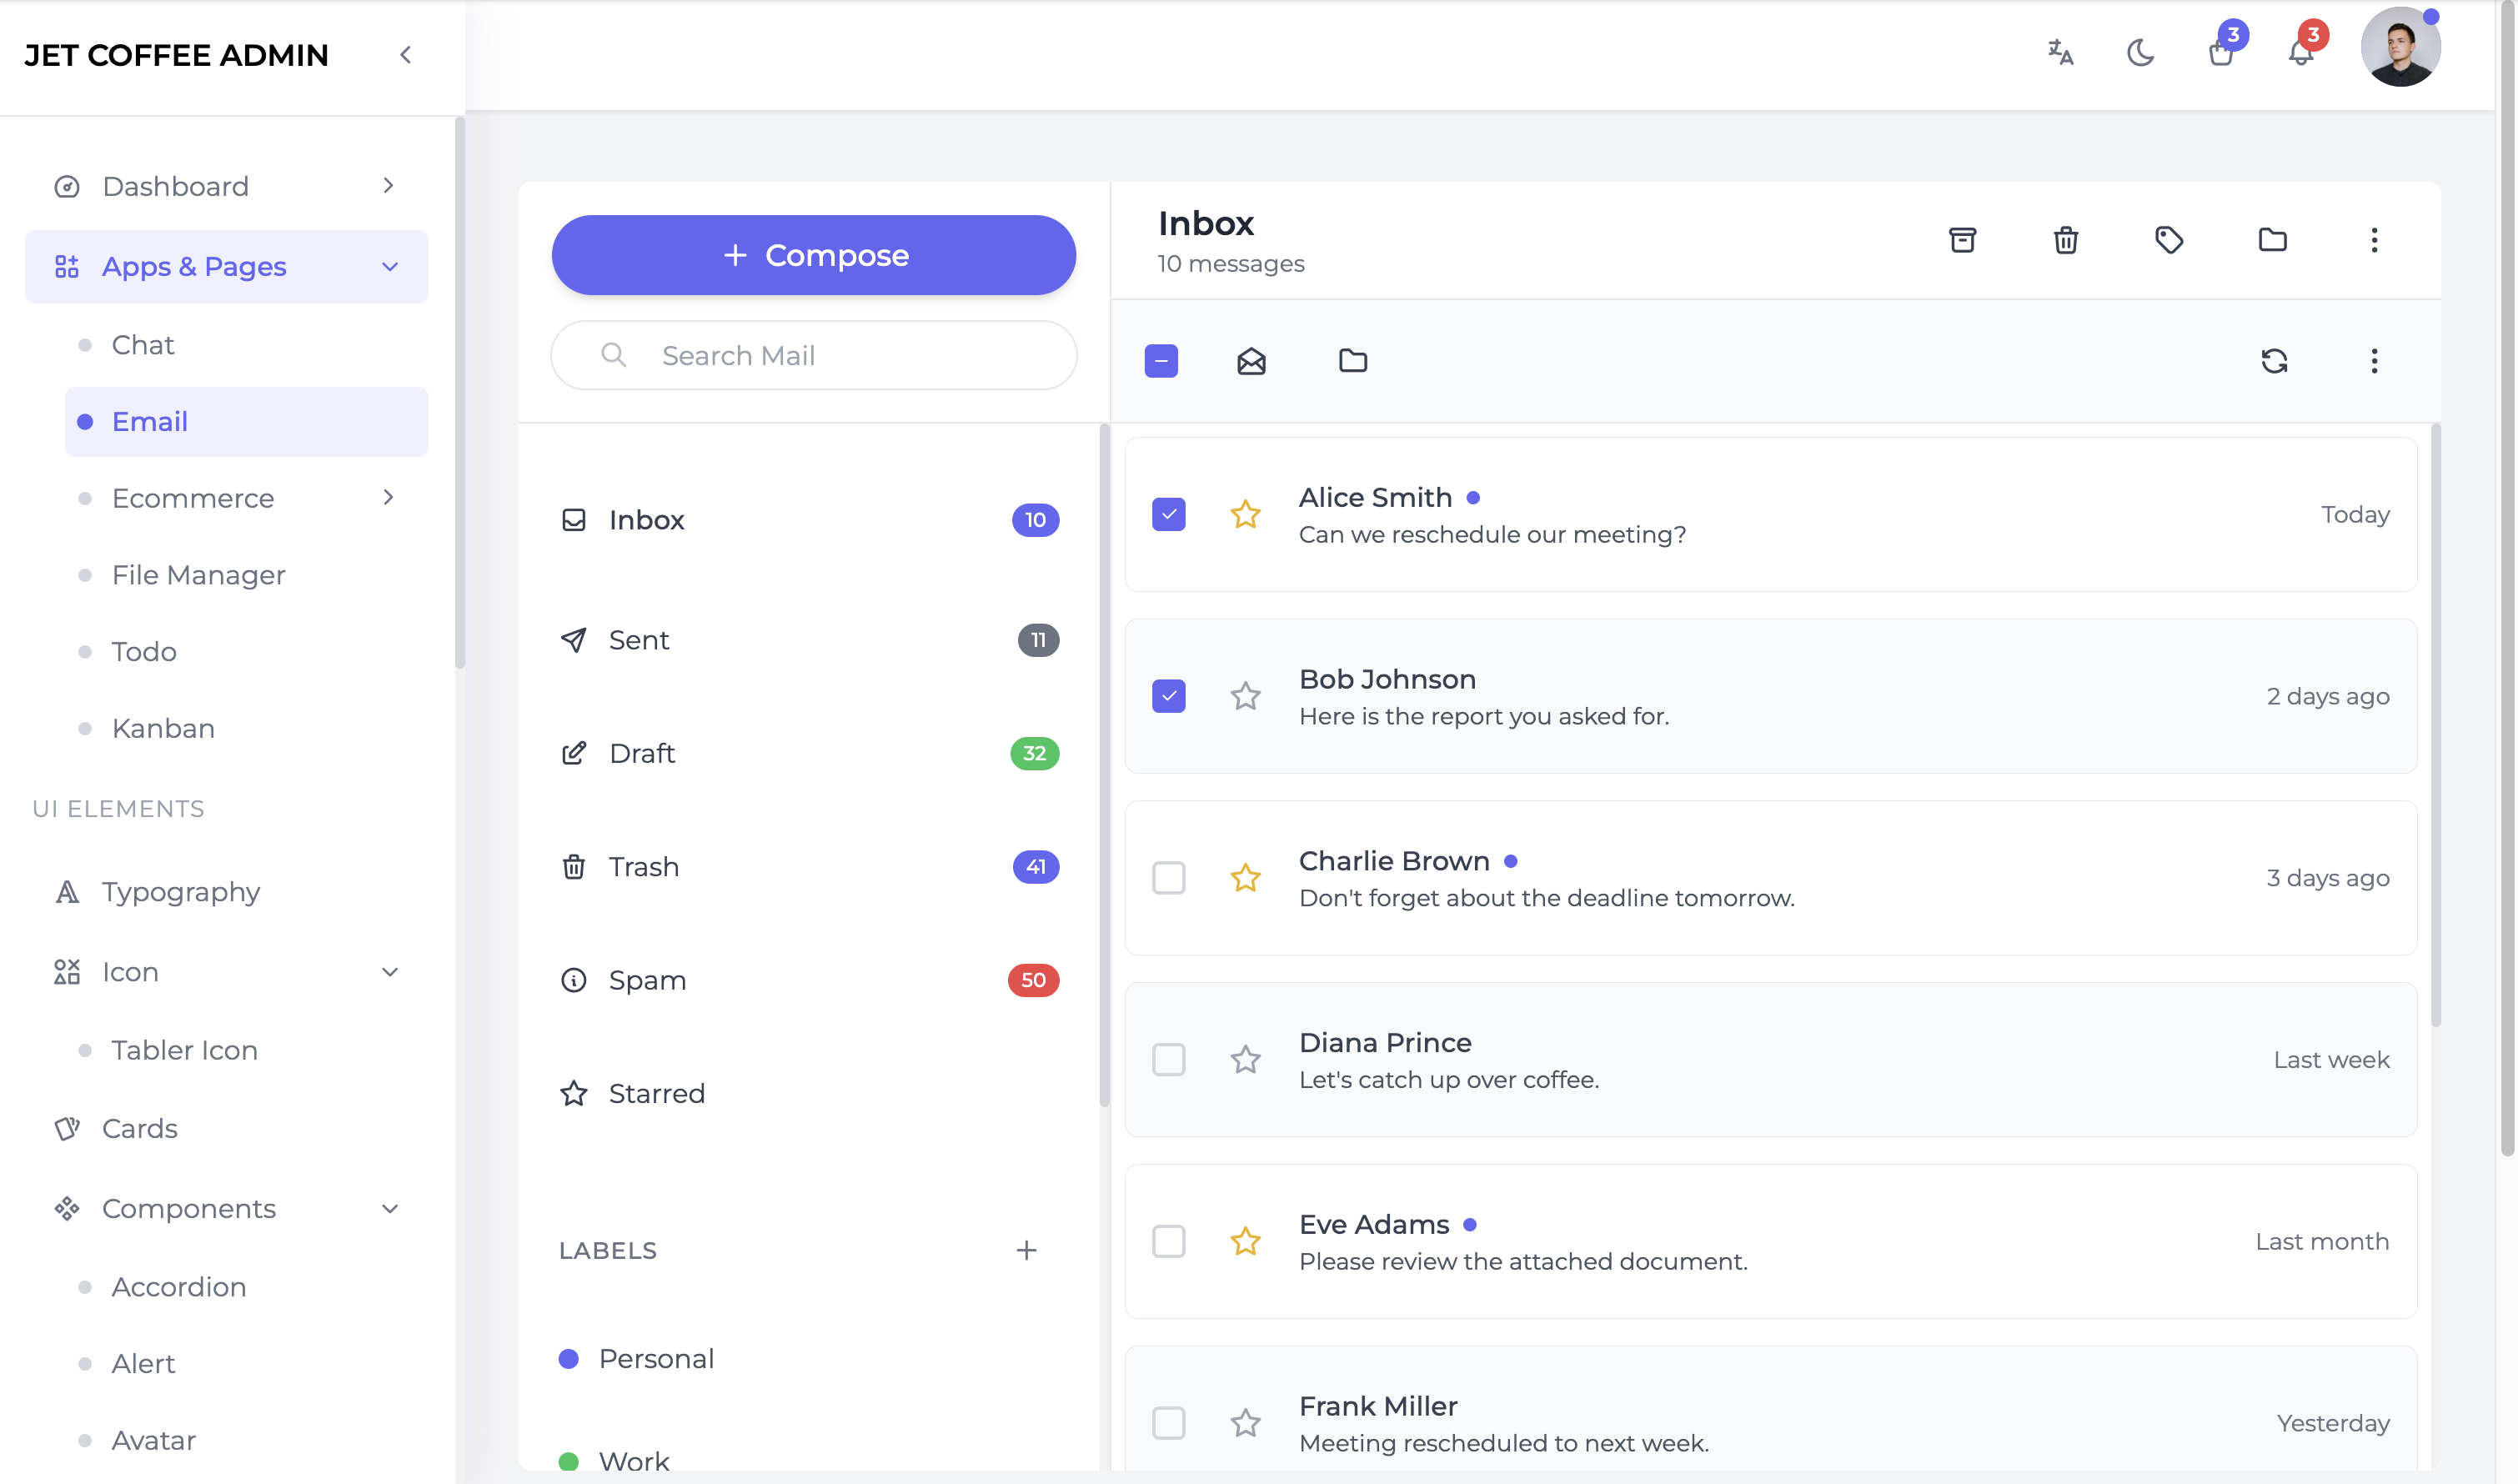 JET COFFEE ADMIN
3
3
Dashboard
Apps & Pages
Chat
Email
Ecommerce
File Manager
Todo
Kanban
UI ELEMENTS
Typography
Icon
Tabler Icon
Cards
Components
Accordion
Alert
Avatar
+ Compose
Search Mail
Inbox 10
Sent 11
Draft 32
Trash 41
Spam 50
Starred
LABELS +
Personal
Work
Inbox
10 messages
Alice Smith
Can we reschedule our meeting?
Today
Bob Johnson
Here is the report you asked for.
2 days ago
Charlie Brown
Don't forget about the deadline tomorrow.
3 days ago
Diana Prince
Let's catch up over coffee.
Last week
Eve Adams
Please review the attached document.
Last month
Frank Miller
Meeting rescheduled to next week.
Yesterday